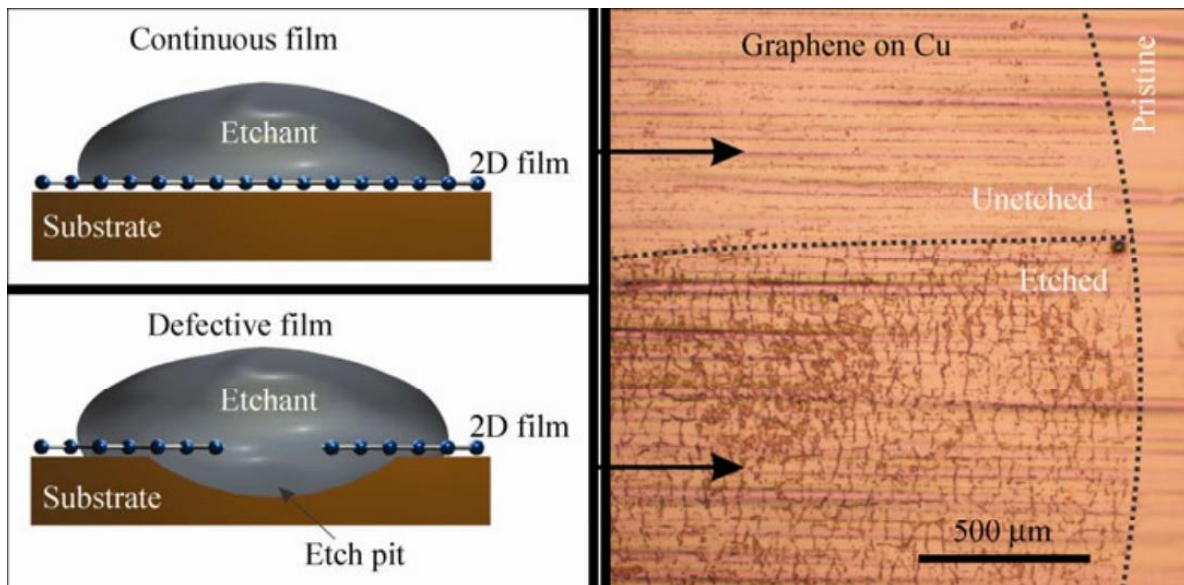 Continuous film
Etchant
2D film
Substrate
Defective film
Etchant
2D film
Substrate
Etch pit
Graphene on Cu
Pristine
Unetched
Etched
500 μm